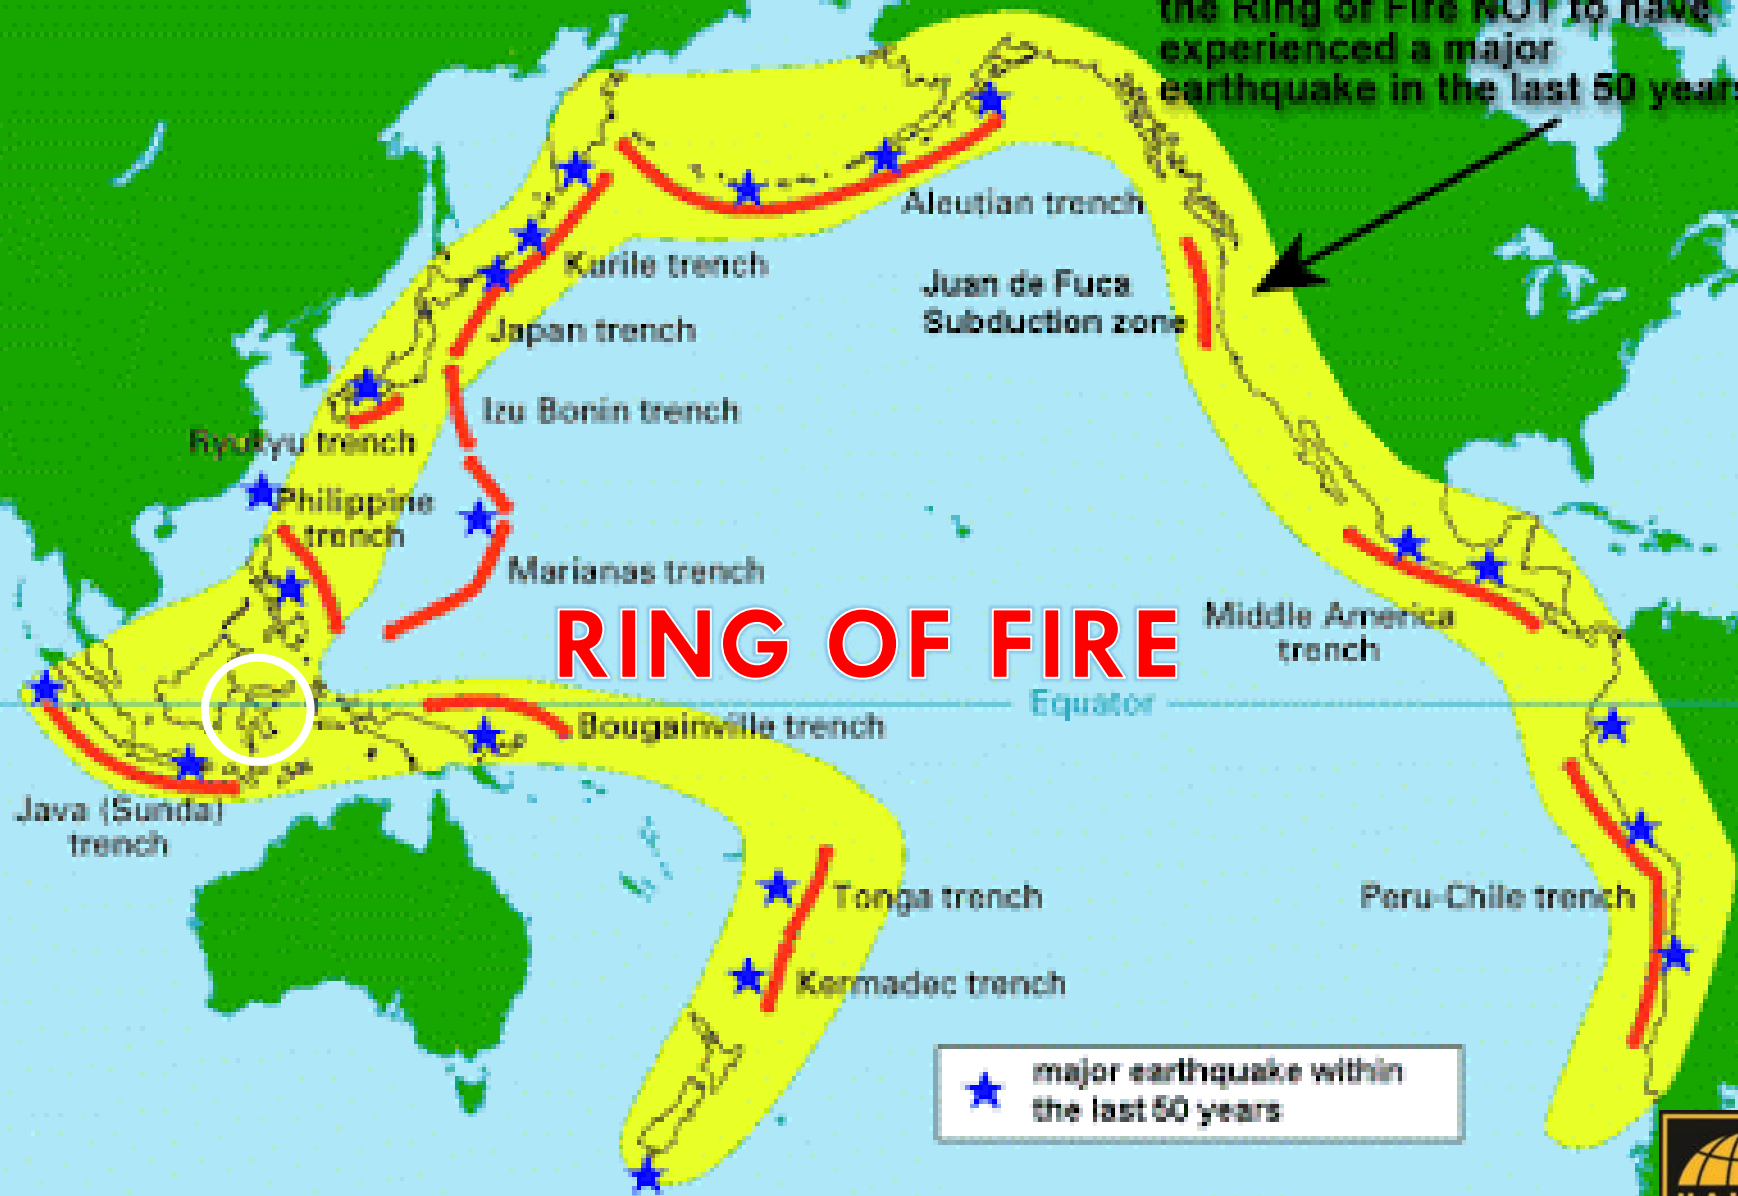 the Ring of Fire NOT to have
experienced a major
earthquake in the last 50 years
Aleutian trench
Kurile trench
Juan de Fuca
Subduction zone
Japan trench
Izu Bonin trench
Ryukyu trench
Philippine
trench
Marianas trench
RING OF FIRE
Middle America
trench
Equator
Bougainville trench
Java (Sunda)
trench
Tonga trench
Peru-Chile trench
Kermadec trench
major earthquake within
the last 50 years